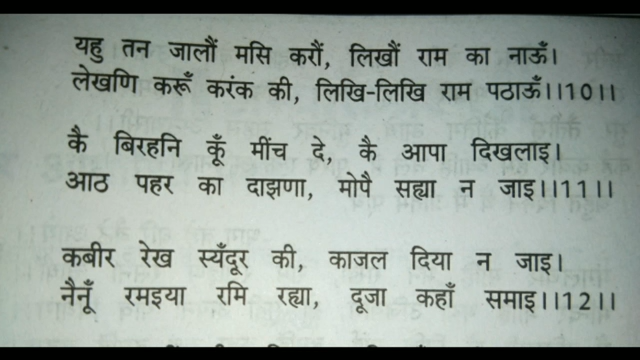 यहु तन जालौं मसि करौं, लिखौं राम का नाऊँ।
लेखणि करूँ करंक की, लिखि-लिखि राम पठाऊँ।।10।।
कै बिरहनि कूँ मींच दे, कै आपा दिखलाइ।
आठ पहर का दाझणा, मोपै सह्या न जाइ।।11।।
कबीर रेख स्यँदूर की, काजल दिया न जाइ।
नैनूँ रमइया रमि रह्या, दूजा कहाँ समाइ।।12।।